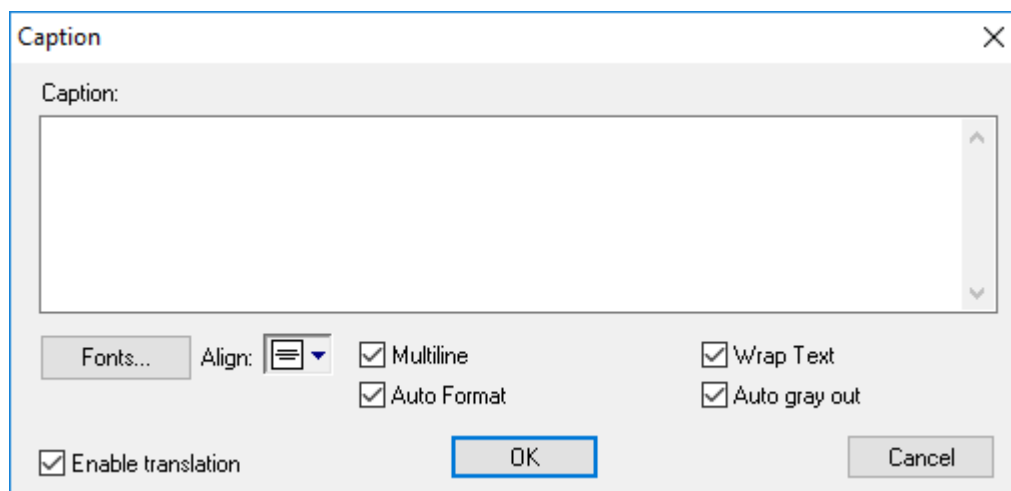 Caption
Caption:
Fonts... Align: Multiline Wrap Text
Auto Format Auto gray out
Enable translation OK Cancel